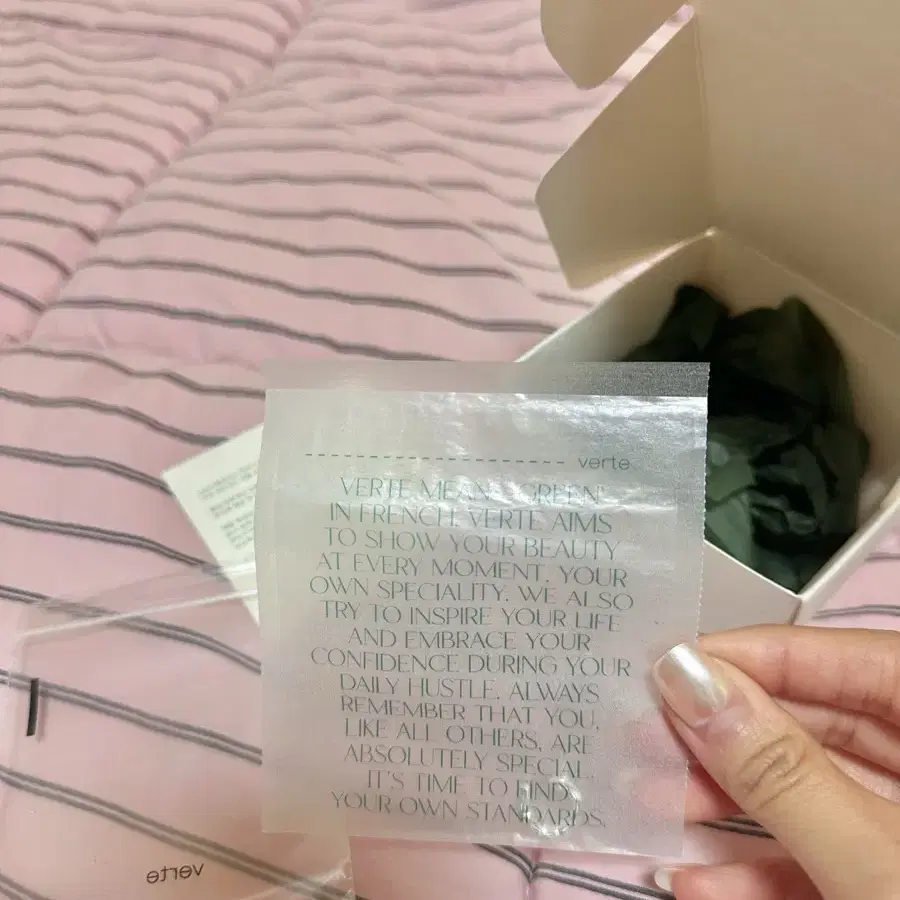 verte
VERTE MEANS 'GREEN'
IN FRENCH. VERTE AIMS
TO SHOW YOUR BEAUTY
AT EVERY MOMENT, YOUR
OWN SPECIALITY. WE ALSO
TRY TO INSPIRE YOUR LIFE
AND EMBRACE YOUR
CONFIDENCE DURING YOUR
DAILY HUSTLE. ALWAYS
REMEMBER THAT YOU,
LIKE ALL OTHERS, ARE
ABSOLUTELY SPECIAL.
IT'S TIME TO FIND
YOUR OWN STANDARDS.
verte